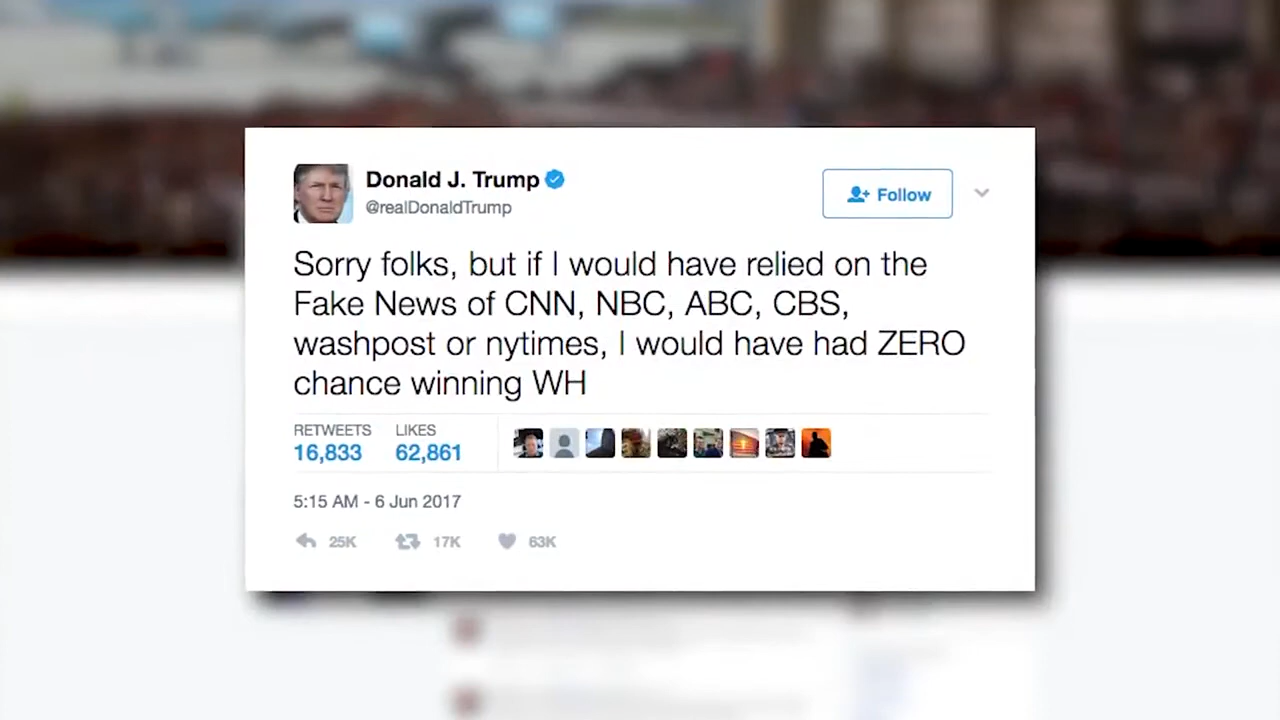 Donald J. Trump
@realDonaldTrump
Follow
Sorry folks, but if I would have relied on the
Fake News of CNN, NBC, ABC, CBS,
washpost or nytimes, I would have had ZERO
chance winning WH
RETWEETS LIKES
16,833 62,861
5:15 AM - 6 Jun 2017
25K 17K 63K